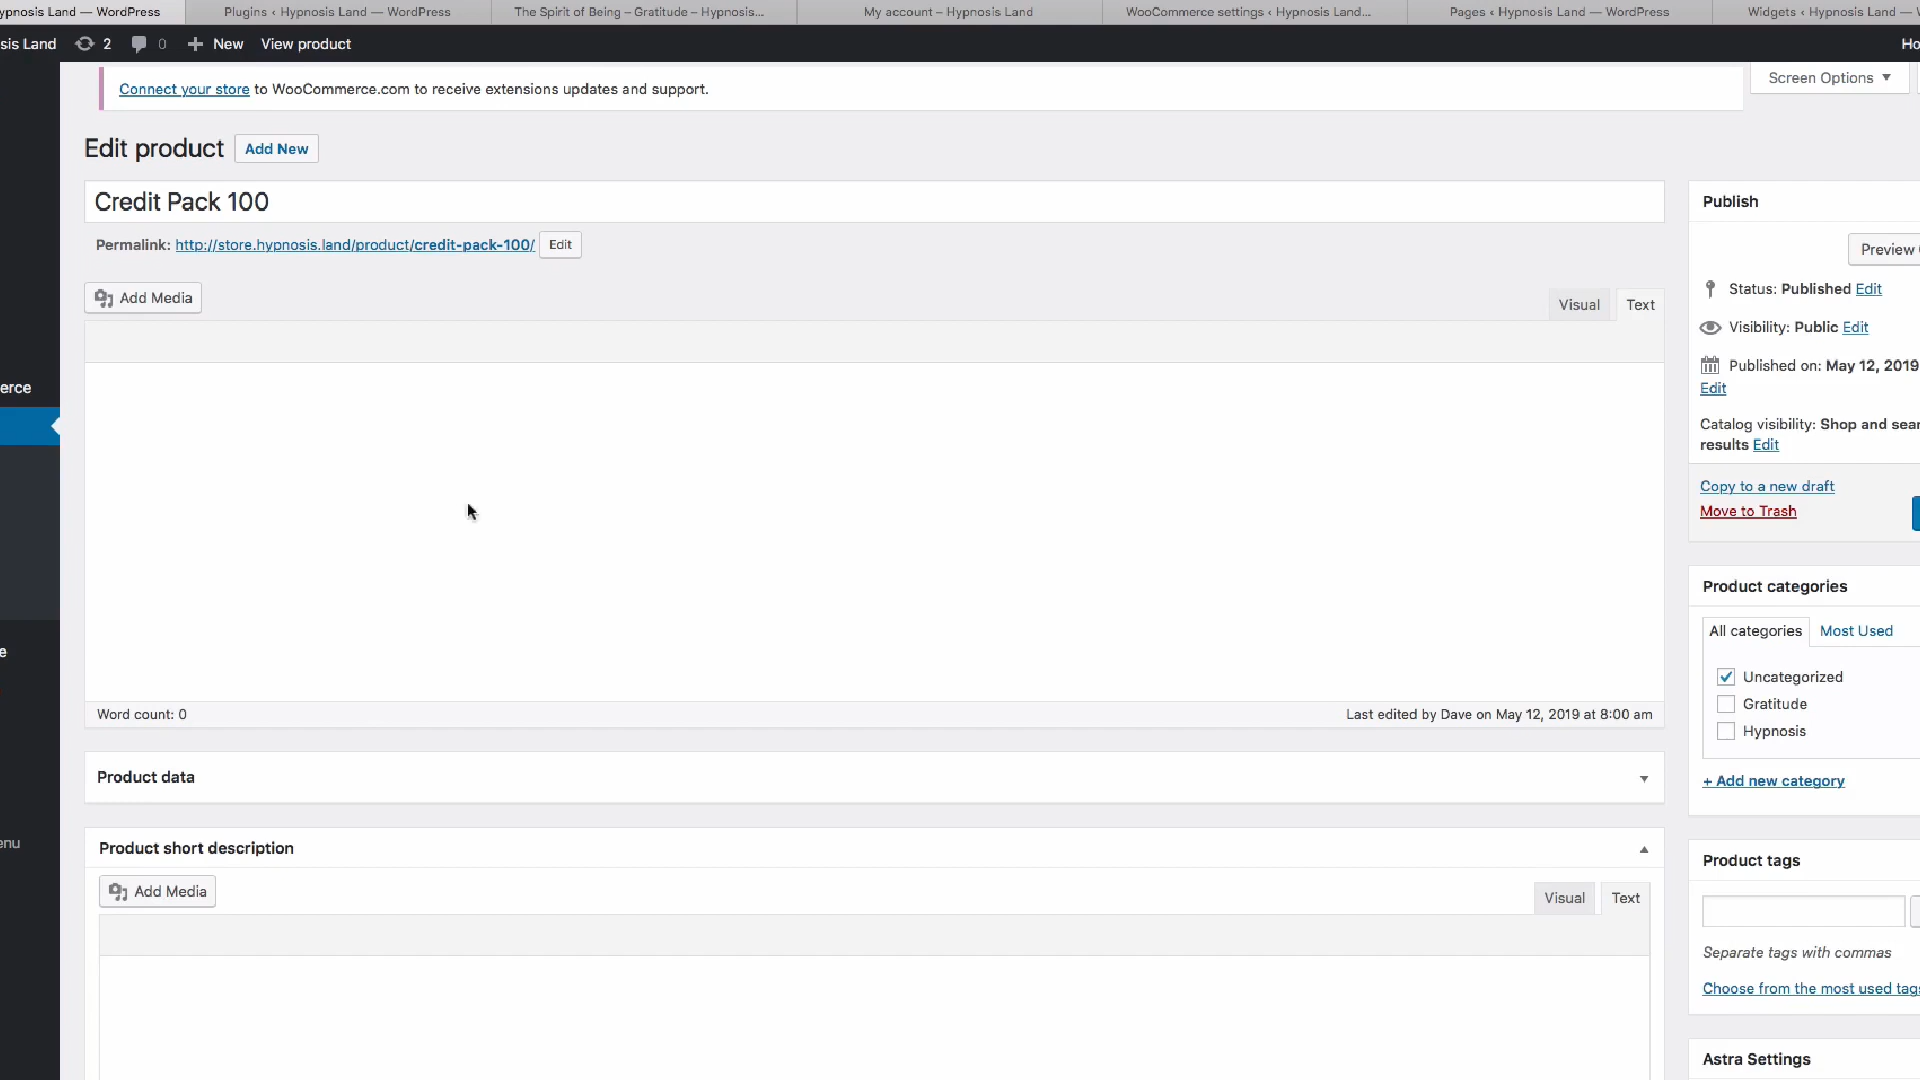 ypnosis Land — WordPress
Plugins ‹ Hypnosis Land — WordPress
The Spirit of Being – Gratitude – Hypnosis...
My account – Hypnosis Land
WooCommerce settings ‹ Hypnosis Land...
Pages ‹ Hypnosis Land — WordPress
Widgets ‹ Hypnosis Land —
sis Land 2 0 New View product Ho
Connect your store to WooCommerce.com to receive extensions updates and support.
Screen Options
Edit product Add New
Credit Pack 100
Permalink: http://store.hypnosis.land/product/credit-pack-100/ Edit
Add Media
Visual Text
erce
e
enu
Word count: 0
Last edited by Dave on May 12, 2019 at 8:00 am
Product data
Product short description
Add Media
Visual Text
Publish
Preview
Status: Published Edit
Visibility: Public Edit
Published on: May 12, 2019
Edit
Catalog visibility: Shop and sear
results Edit
Copy to a new draft
Move to Trash
Product categories
All categories Most Used
Uncategorized
Gratitude
Hypnosis
+ Add new category
Product tags
Separate tags with commas
Choose from the most used tags
Astra Settings